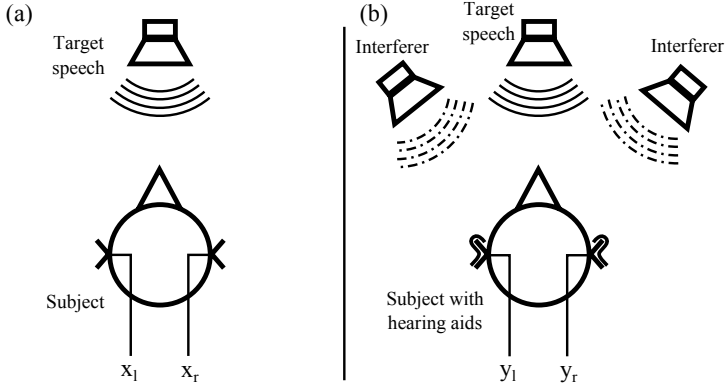 (a)
Target
speech
Subject
x_l
x_r
(b)
Interferer
Target
speech
Interferer
Subject with
hearing aids
y_l
y_r